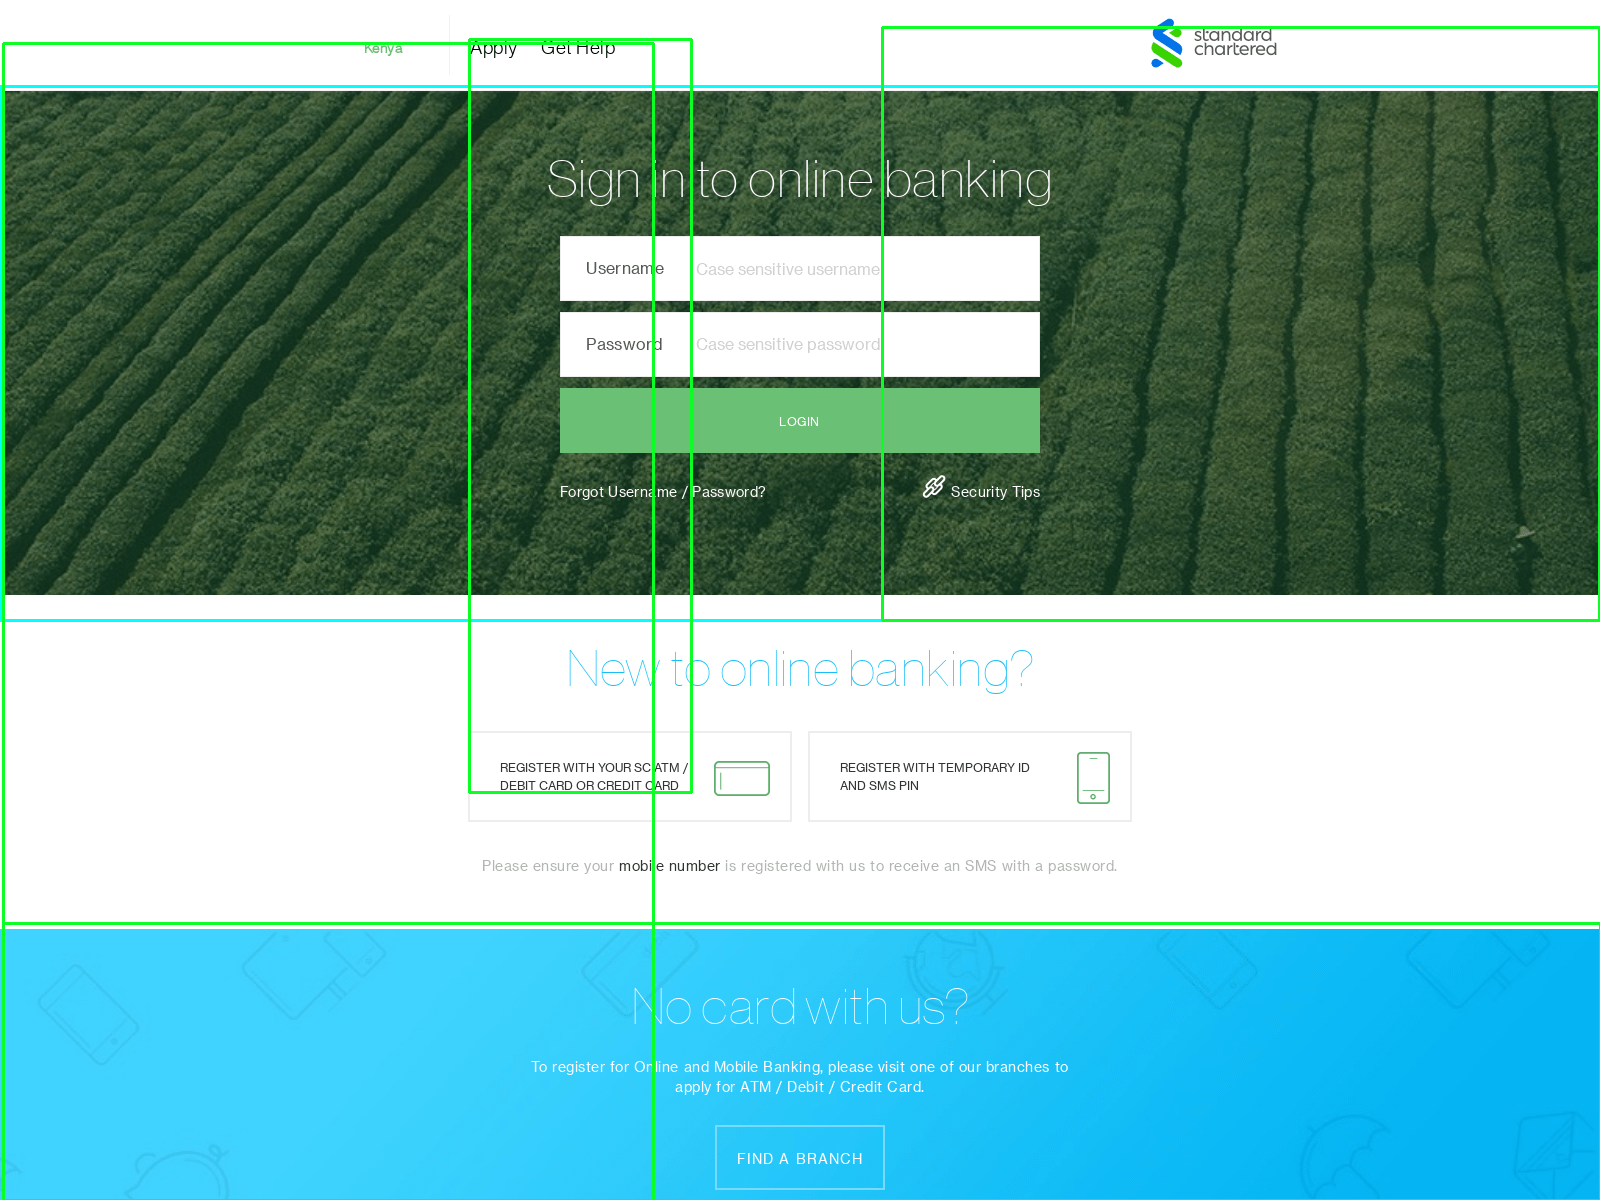 Kenya
Apply Get Help
standard
chartered
Sign in to online banking
Username Case sensitive username
Password Case sensitive password
LOGIN
Forgot Username / Password? Security Tips
New to online banking?
REGISTER WITH YOUR SC ATM /
DEBIT CARD OR CREDIT CARD
REGISTER WITH TEMPORARY ID
AND SMS PIN
Please ensure your mobile number is registered with us to receive an SMS with a password.
No card with us?
To register for Online and Mobile Banking, please visit one of our branches to
apply for ATM / Debit / Credit Card.
FIND A BRANCH